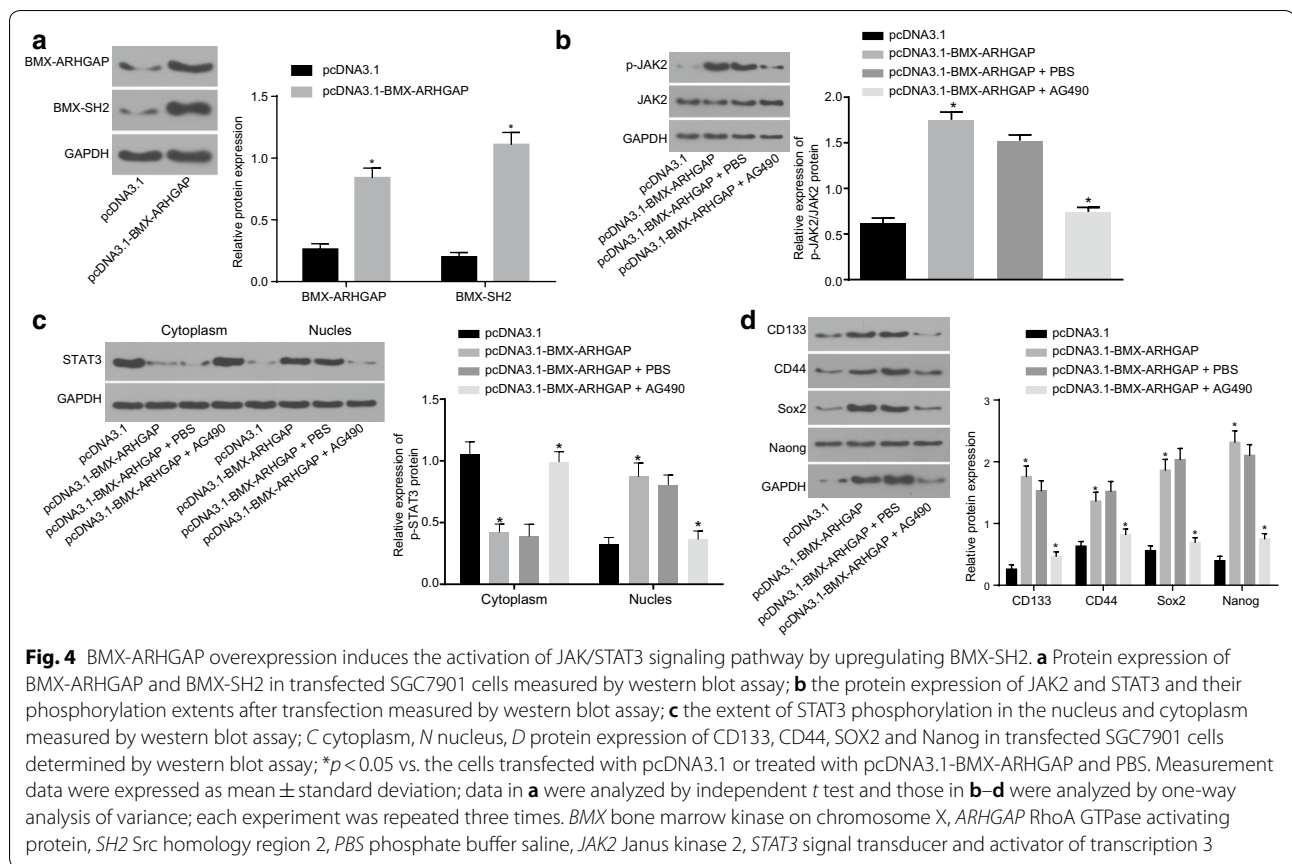 a
BMX-ARHGAP
BMX-SH2
GAPDH
pcDNA3.1
pcDNA3.1-BMX-ARHGAP
pcDNA3.1
pcDNA3.1-BMX-ARHGAP
Relative protein expression
1.5
1.0
0.5
0.0
*
*
BMX-ARHGAP
BMX-SH2
b
p-JAK2
JAK2
GAPDH
pcDNA3.1
pcDNA3.1-BMX-ARHGAP
pcDNA3.1-BMX-ARHGAP + PBS
pcDNA3.1-BMX-ARHGAP + AG490
pcDNA3.1
pcDNA3.1-BMX-ARHGAP
pcDNA3.1-BMX-ARHGAP + PBS
pcDNA3.1-BMX-ARHGAP + AG490
Relative expression of
p-JAK2/JAK2 protein
2.0
1.5
1.0
0.5
0.0
*
*
c
Cytoplasm
Nucles
STAT3
GAPDH
pcDNA3.1
pcDNA3.1-BMX-ARHGAP
pcDNA3.1-BMX-ARHGAP + PBS
pcDNA3.1-BMX-ARHGAP + AG490
pcDNA3.1
pcDNA3.1-BMX-ARHGAP
pcDNA3.1-BMX-ARHGAP + PBS
pcDNA3.1-BMX-ARHGAP + AG490
pcDNA3.1
pcDNA3.1-BMX-ARHGAP
pcDNA3.1-BMX-ARHGAP + PBS
pcDNA3.1-BMX-ARHGAP + AG490
Relative expression of
p-STAT3 protein
1.5
1.0
0.5
0.0
*
*
*
*
Cytoplasm
Nucles
d
CD133
CD44
Sox2
Naong
GAPDH
pcDNA3.1
pcDNA3.1-BMX-ARHGAP
pcDNA3.1-BMX-ARHGAP + PBS
pcDNA3.1-BMX-ARHGAP + AG490
pcDNA3.1
pcDNA3.1-BMX-ARHGAP
pcDNA3.1-BMX-ARHGAP + PBS
pcDNA3.1-BMX-ARHGAP + AG490
Relative protein expression
3
2
1
0
*
*
*
*
*
*
*
*
CD133
CD44
Sox2
Nanog
Fig. 4 BMX-ARHGAP overexpression induces the activation of JAK/STAT3 signaling pathway by upregulating BMX-SH2. a Protein expression of
BMX-ARHGAP and BMX-SH2 in transfected SGC7901 cells measured by western blot assay; b the protein expression of JAK2 and STAT3 and their
phosphorylation extents after transfection measured by western blot assay; c the extent of STAT3 phosphorylation in the nucleus and cytoplasm
measured by western blot assay; C cytoplasm, N nucleus, D protein expression of CD133, CD44, SOX2 and Nanog in transfected SGC7901 cells
determined by western blot assay; *p < 0.05 vs. the cells transfected with pcDNA3.1 or treated with pcDNA3.1-BMX-ARHGAP and PBS. Measurement
data were expressed as mean ± standard deviation; data in a were analyzed by independent t test and those in b–d were analyzed by one-way
analysis of variance; each experiment was repeated three times. BMX bone marrow kinase on chromosome X, ARHGAP RhoA GTPase activating
protein, SH2 Src homology region 2, PBS phosphate buffer saline, JAK2 Janus kinase 2, STAT3 signal transducer and activator of transcription 3